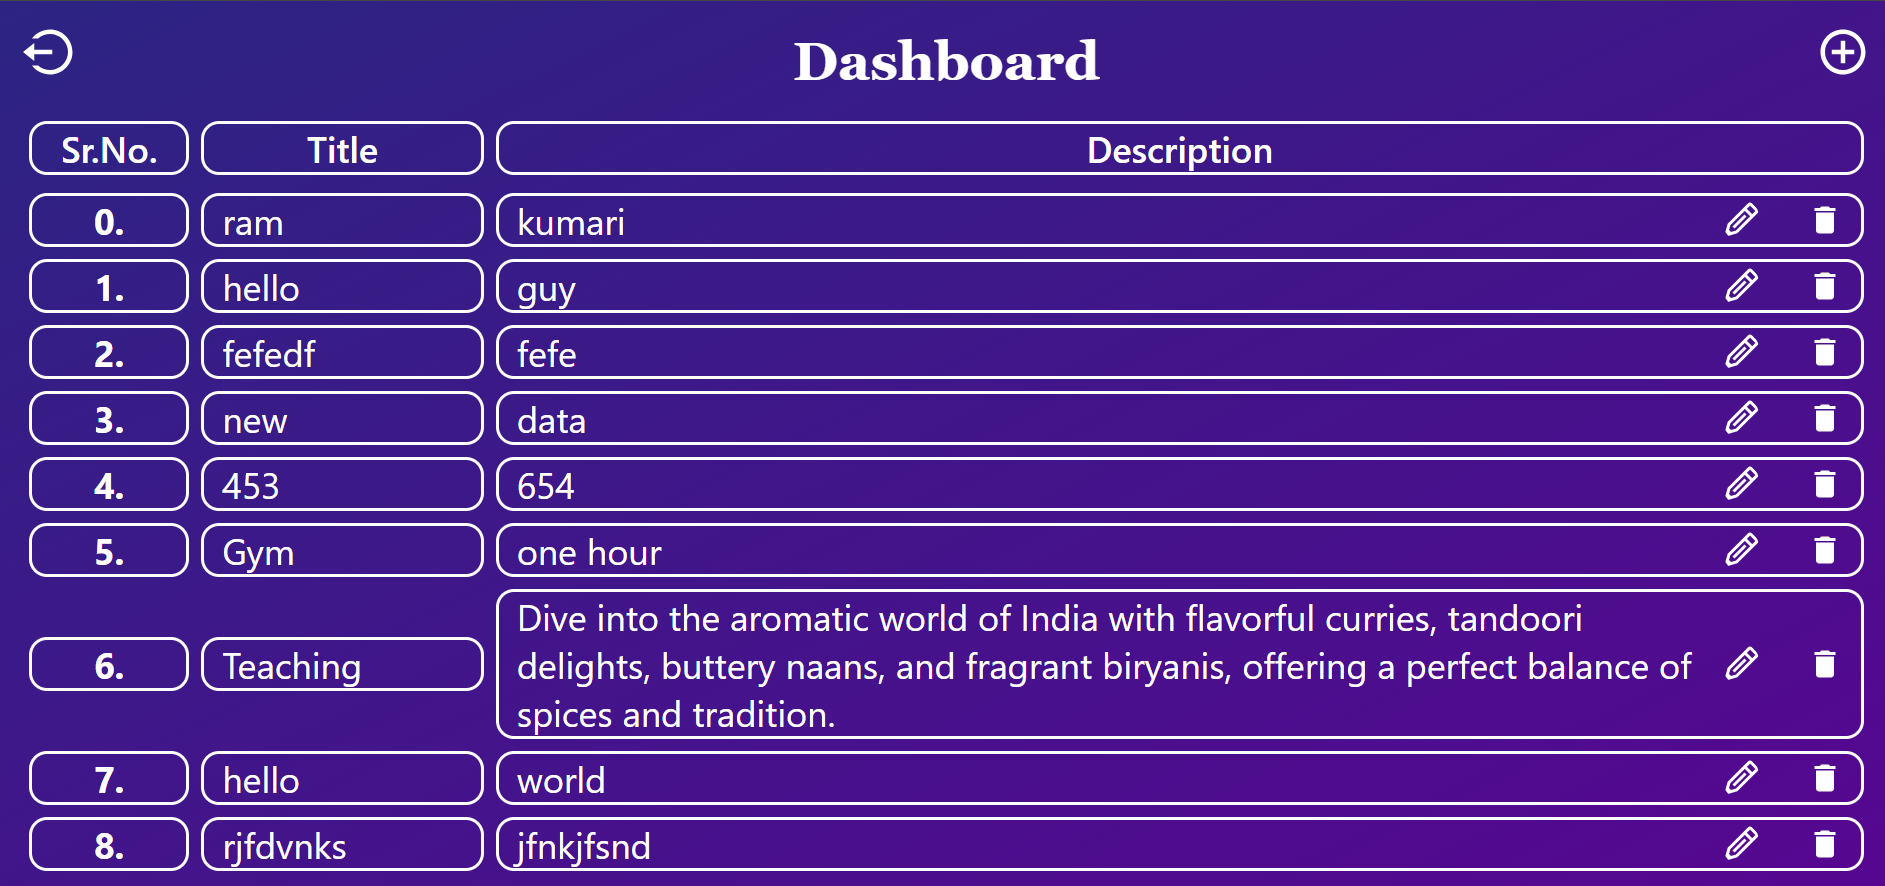 Dashboard
Sr.No. Title Description
0. ram kumari
1. hello guy
2. fefedf fefe
3. new data
4. 453 654
5. Gym one hour
6. Teaching Dive into the aromatic world of India with flavorful curries, tandoori
delights, buttery naans, and fragrant biryanis, offering a perfect balance of
spices and tradition.
7. hello world
8. rjfdvnks jfnkjfsnd